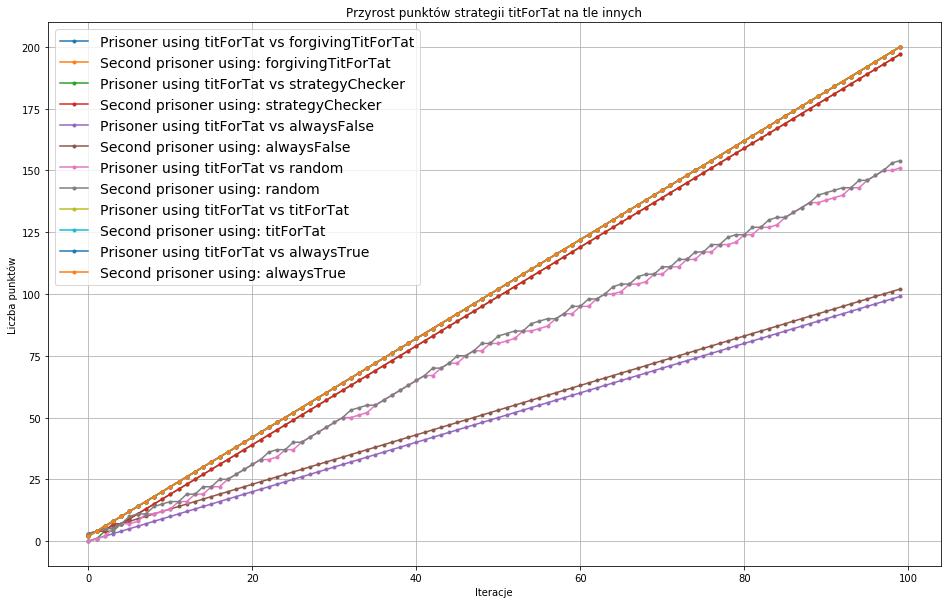 Przyrost punktów strategii titForTat na tle innych
200
175
150
125
100
75
50
25
0
Liczba punktów
Prisoner using titForTat vs forgivingTitForTat
Second prisoner using: forgivingTitForTat
Prisoner using titForTat vs strategyChecker
Second prisoner using: strategyChecker
Prisoner using titForTat vs alwaysFalse
Second prisoner using: alwaysFalse
Prisoner using titForTat vs random
Second prisoner using: random
Prisoner using titForTat vs titForTat
Second prisoner using: titForTat
Prisoner using titForTat vs alwaysTrue
Second prisoner using: alwaysTrue
0 20 40 60 80 100
Iteracje